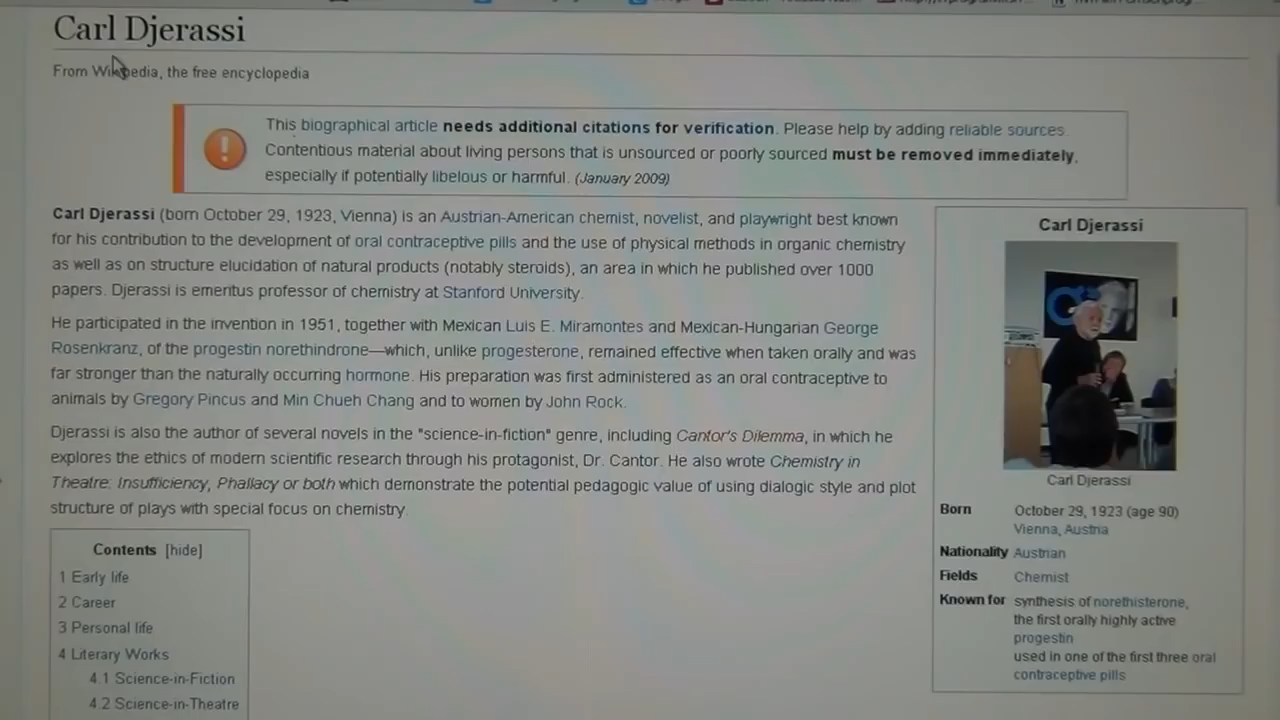 Carl Djerassi
From Wikipedia, the free encyclopedia
This biographical article needs additional citations for verification. Please help by adding reliable sources.
Contentious material about living persons that is unsourced or poorly sourced must be removed immediately,
especially if potentially libelous or harmful. (January 2009)
Carl Djerassi (born October 29, 1923, Vienna) is an Austrian-American chemist, novelist, and playwright best known
for his contribution to the development of oral contraceptive pills and the use of physical methods in organic chemistry
as well as on structure elucidation of natural products (notably steroids), an area in which he published over 1000
papers. Djerassi is emeritus professor of chemistry at Stanford University.
He participated in the invention in 1951, together with Mexican Luis E. Miramontes and Mexican-Hungarian George
Rosenkranz, of the progestin norethindrone—which, unlike progesterone, remained effective when taken orally and was
far stronger than the naturally occurring hormone. His preparation was first administered as an oral contraceptive to
animals by Gregory Pincus and Min Chueh Chang and to women by John Rock.
Djerassi is also the author of several novels in the "science-in-fiction" genre, including Cantor's Dilemma, in which he
explores the ethics of modern scientific research through his protagonist, Dr. Cantor. He also wrote Chemistry in
Theatre: Insufficiency, Phallacy or both which demonstrate the potential pedagogic value of using dialogic style and plot
structure of plays with special focus on chemistry.
Contents [hide]
1 Early life
2 Career
3 Personal life
4 Literary Works
4.1 Science-in-Fiction
4.2 Science-in-Theatre
Carl Djerassi
Carl Djerassi
Born October 29, 1923 (age 90)
Vienna, Austria
Nationality Austrian
Fields Chemist
Known for synthesis of norethisterone,
the first orally highly active
progestin
used in one of the first three oral
contraceptive pills